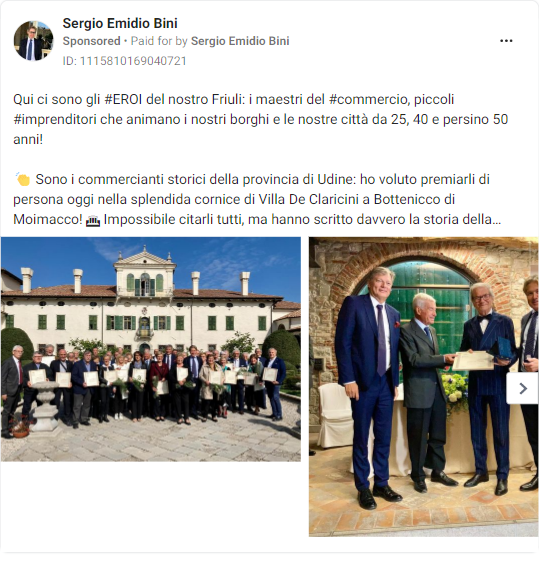 Sergio Emidio Bini
Sponsored • Paid for by Sergio Emidio Bini
ID: 1115810169040721
Qui ci sono gli #EROI del nostro Friuli: i maestri del #commercio, piccoli
#imprenditori che animano i nostri borghi e le nostre città da 25, 40 e persino 50
anni!
👏 Sono i commercianti storici della provincia di Udine: ho voluto premiarli di
persona oggi nella splendida cornice di Villa De Claricini a Bottenicco di
Moimacco! 🏰 Impossibile citarli tutti, ma hanno scritto davvero la storia della...